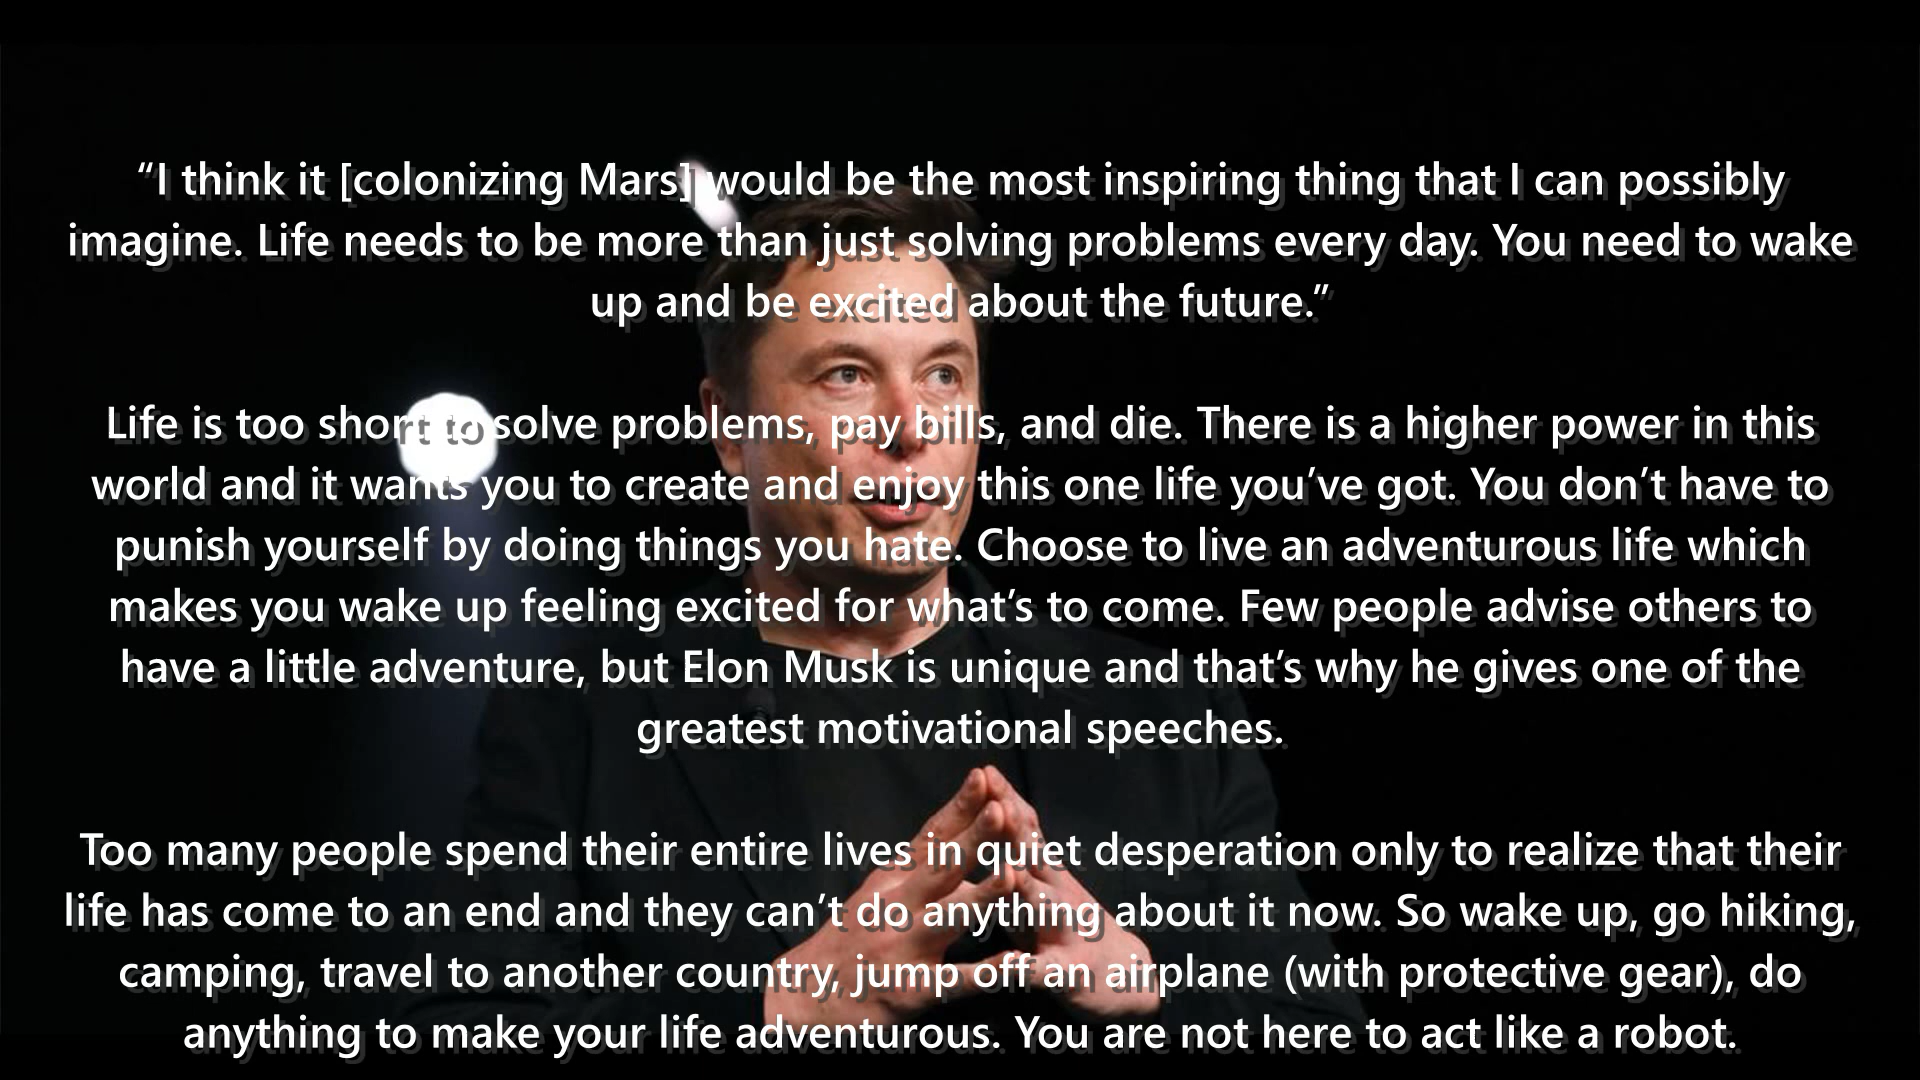 “I think it [colonizing Mars] would be the most inspiring thing that I can possibly
imagine. Life needs to be more than just solving problems every day. You need to wake
up and be excited about the future.”
Life is too short to solve problems, pay bills, and die. There is a higher power in this
world and it wants you to create and enjoy this one life you’ve got. You don’t have to
punish yourself by doing things you hate. Choose to live an adventurous life which
makes you wake up feeling excited for what’s to come. Few people advise others to
have a little adventure, but Elon Musk is unique and that’s why he gives one of the
greatest motivational speeches.
Too many people spend their entire lives in quiet desperation only to realize that their
life has come to an end and they can’t do anything about it now. So wake up, go hiking,
camping, travel to another country, jump off an airplane (with protective gear), do
anything to make your life adventurous. You are not here to act like a robot.